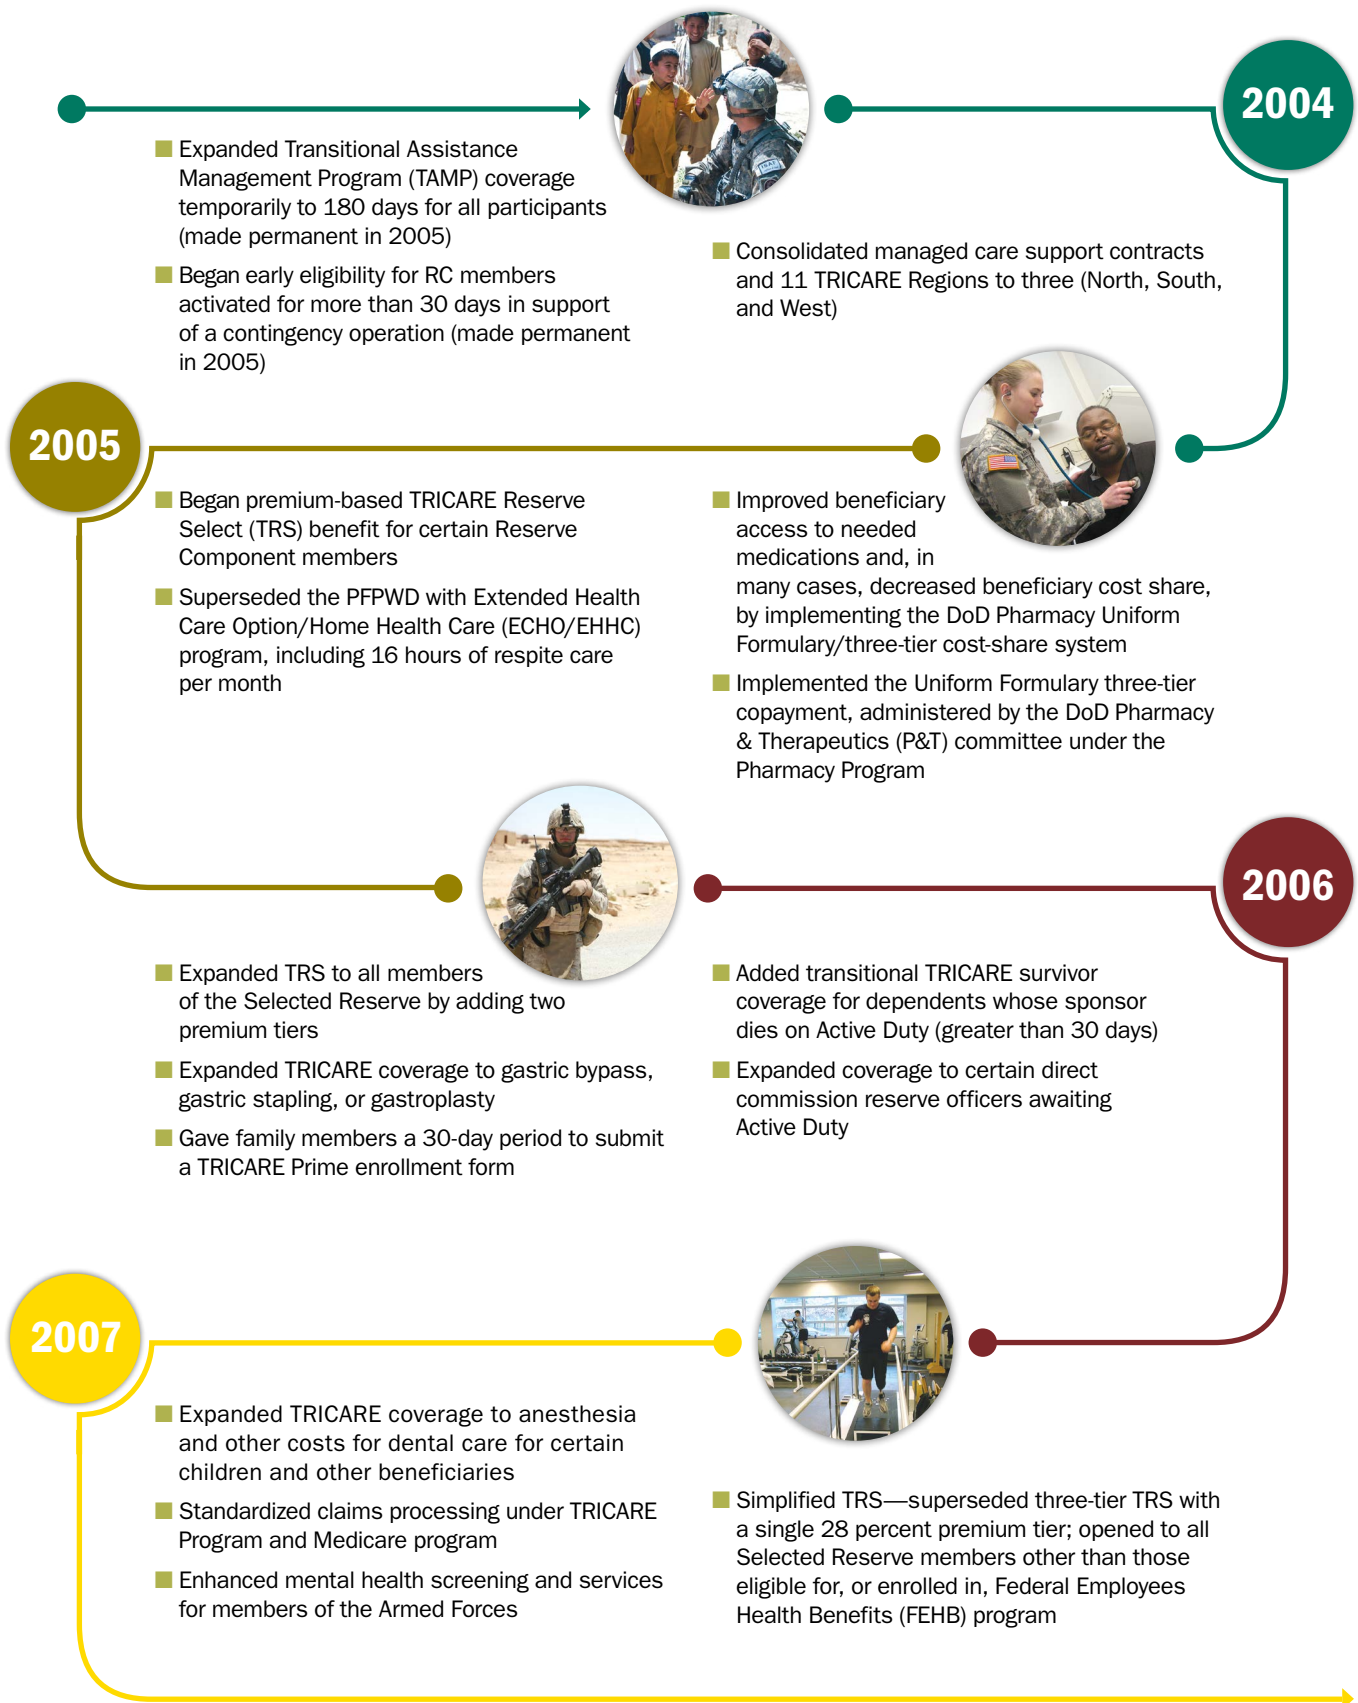 2004
Expanded Transitional Assistance
Management Program (TAMP) coverage
temporarily to 180 days for all participants
(made permanent in 2005)
Began early eligibility for RC members
activated for more than 30 days in support
of a contingency operation (made permanent
in 2005)
Consolidated managed care support contracts
and 11 TRICARE Regions to three (North, South,
and West)
2005
Began premium-based TRICARE Reserve
Select (TRS) benefit for certain Reserve
Component members
Superseded the PFPWD with Extended Health
Care Option/Home Health Care (ECHO/EHHC)
program, including 16 hours of respite care
per month
Improved beneficiary
access to needed
medications and, in
many cases, decreased beneficiary cost share,
by implementing the DoD Pharmacy Uniform
Formulary/three-tier cost-share system
Implemented the Uniform Formulary three-tier
copayment, administered by the DoD Pharmacy
& Therapeutics (P&T) committee under the
Pharmacy Program
2006
Expanded TRS to all members
of the Selected Reserve by adding two
premium tiers
Expanded TRICARE coverage to gastric bypass,
gastric stapling, or gastroplasty
Gave family members a 30-day period to submit
a TRICARE Prime enrollment form
Added transitional TRICARE survivor
coverage for dependents whose sponsor
dies on Active Duty (greater than 30 days)
Expanded coverage to certain direct
commission reserve officers awaiting
Active Duty
2007
Expanded TRICARE coverage to anesthesia
and other costs for dental care for certain
children and other beneficiaries
Standardized claims processing under TRICARE
Program and Medicare program
Enhanced mental health screening and services
for members of the Armed Forces
Simplified TRS—superseded three-tier TRS with
a single 28 percent premium tier; opened to all
Selected Reserve members other than those
eligible for, or enrolled in, Federal Employees
Health Benefits (FEHB) program